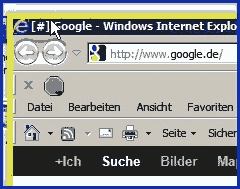 [#] Google - Windows Internet Explo
http://www.google.de/
x
Datei Bearbeiten Ansicht Favoriten
Seite Sicher
+Ich Suche Bilder Ma